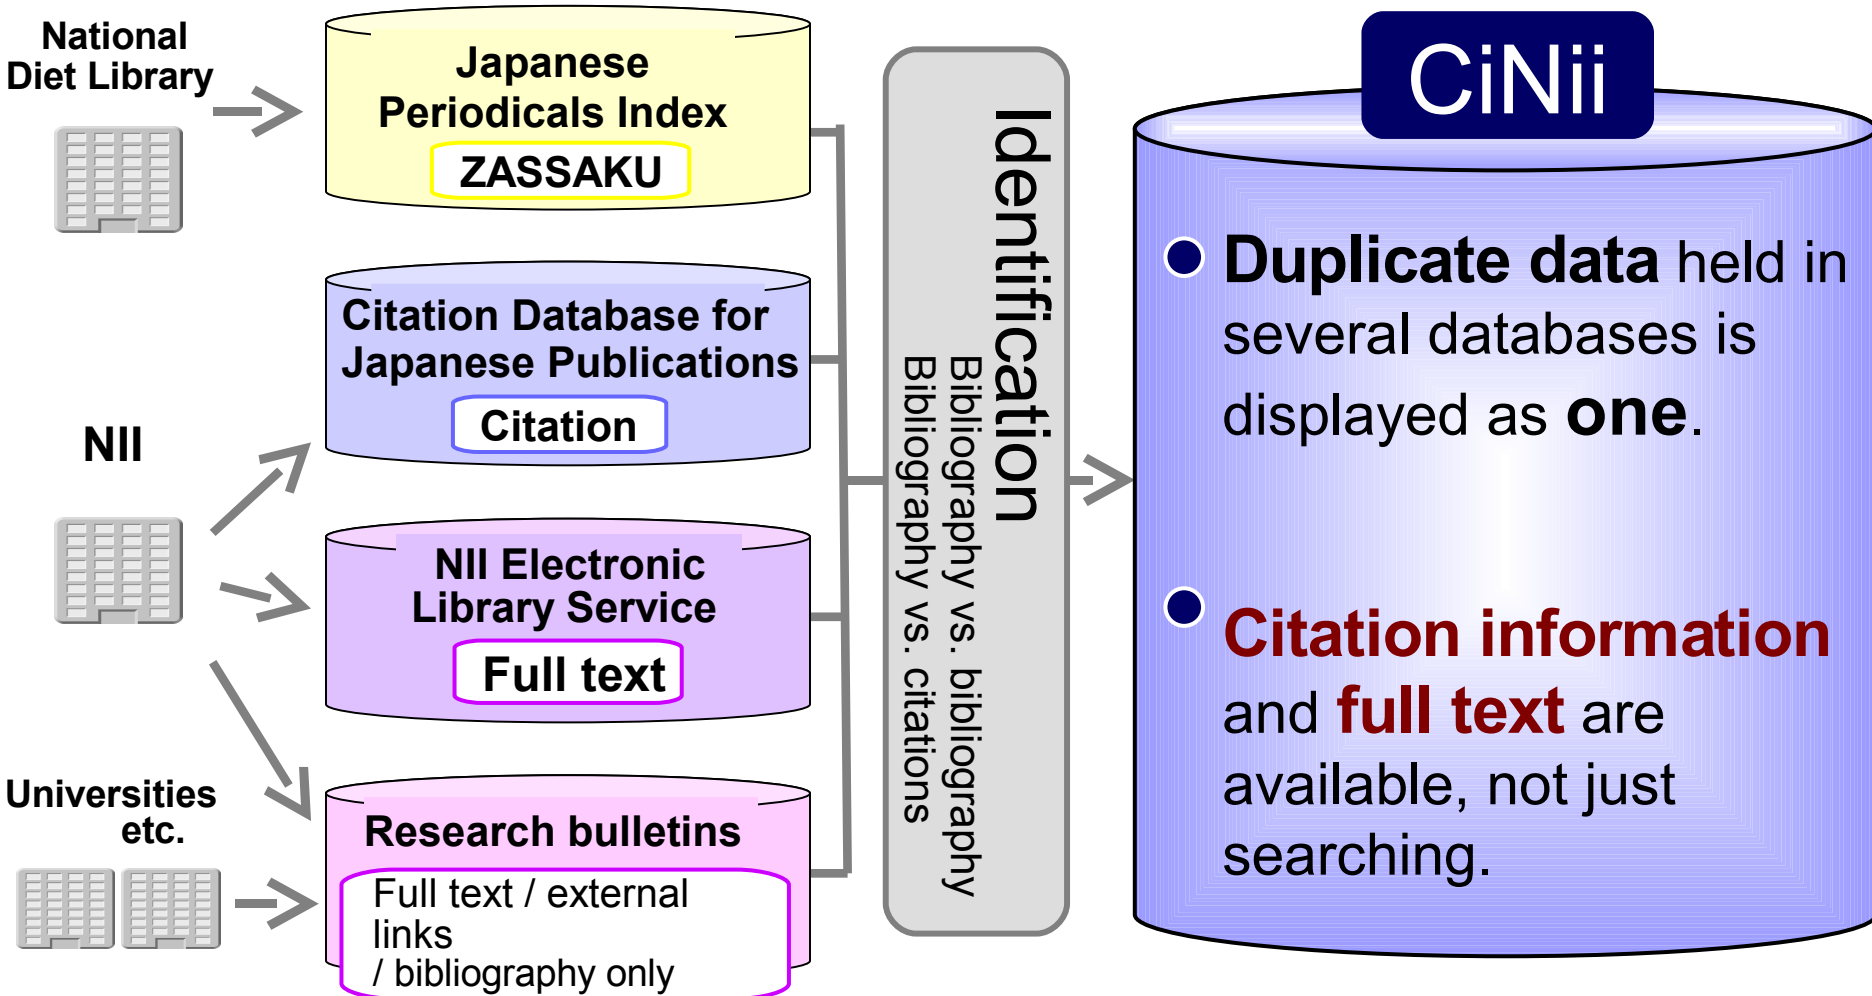 National
Diet Library
Japanese
Periodicals Index
ZASSAKU
Citation Database for
Japanese Publications
Citation
NII
NII Electronic
Library Service
Full text
Universities
etc.
Research bulletins
Full text / external
links
/ bibliography only
Identification
Bibliography vs. bibliography
Bibliography vs. citations
CiNii
Duplicate data held in
several databases is
displayed as one.
Citation information
and full text are
available, not just
searching.